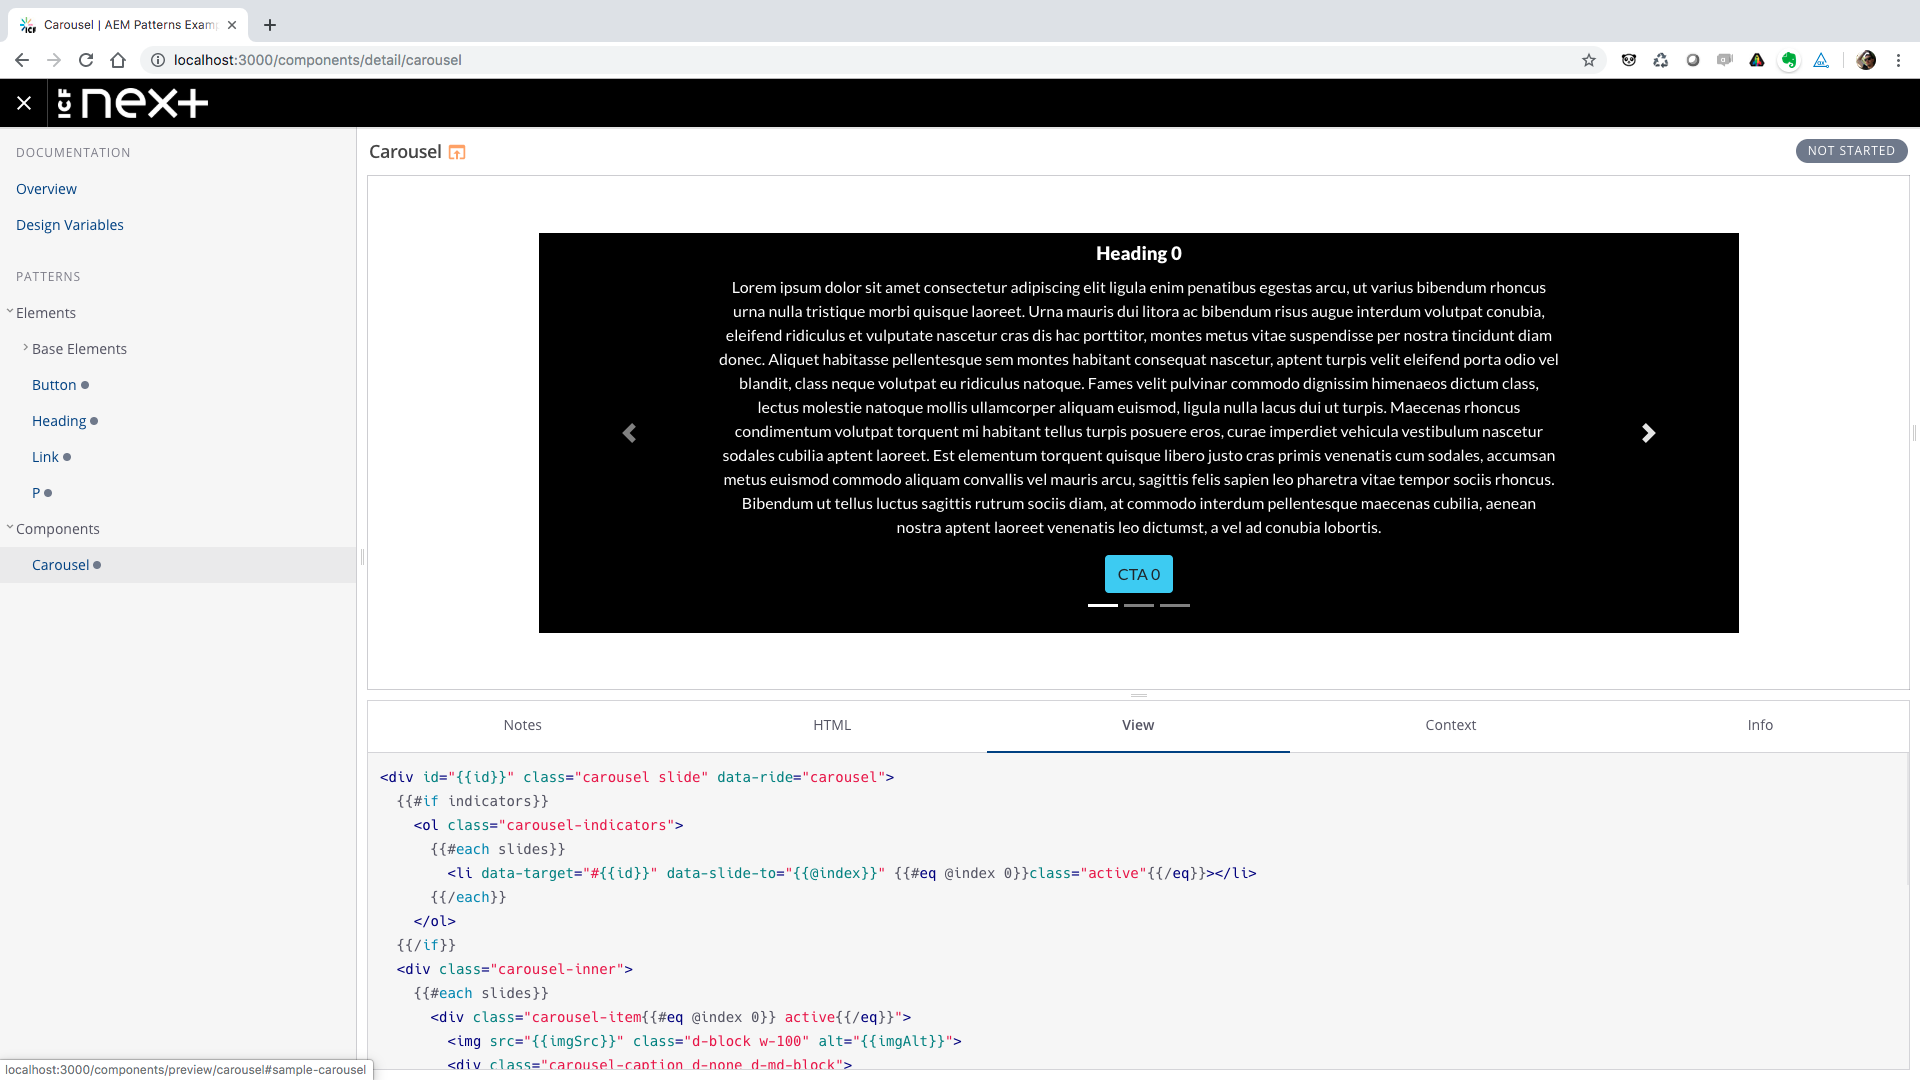 Carousel | AEM Patterns Exam
localhost:3000/components/detail/carousel
ICF next
DOCUMENTATION
Overview
Design Variables
PATTERNS
Elements
Base Elements
Button
Heading
Link
P
Components
Carousel
Carousel
NOT STARTED
Heading 0
Lorem ipsum dolor sit amet consectetur adipiscing elit ligula enim penatibus egestas arcu, ut varius bibendum rhoncus
urna nulla tristique morbi quisque laoreet. Urna mauris dui litora ac bibendum risus augue interdum volutpat conubia,
eleifend ridiculus et vulputate nascetur cras dis hac porttitor, montes metus vitae suspendisse per nostra tincidunt diam
donec. Aliquet habitasse pellentesque sem montes habitant consequat nascetur, aptent turpis velit eleifend porta odio vel
blandit, class neque volutpat eu ridiculus natoque. Fames velit pulvinar commodo dignissim himenaeos dictum class,
lectus molestie natoque mollis ullamcorper aliquam euismod, ligula nulla lacus dui ut turpis. Maecenas rhoncus
condimentum volutpat torquent mi habitant tellus turpis posuere eros, curae imperdiet vehicula vestibulum nascetur
sodales cubilia aptent laoreet. Est elementum torquent quisque libero justo cras primis venenatis cum sodales, accumsan
metus euismod commodo aliquam convallis vel mauris arcu, sagittis felis sapien leo pharetra vitae tempor sociis rhoncus.
Bibendum ut tellus luctus sagittis rutrum sociis diam, at commodo interdum pellentesque maecenas cubilia, aenean
nostra aptent laoreet venenatis leo dictumst, a vel ad conubia lobortis.
CTA 0
Notes HTML View Context Info
<div id="{{id}}" class="carousel slide" data-ride="carousel">
{{#if indicators}}
<ol class="carousel-indicators">
{{#each slides}}
<li data-target="#{{id}}" data-slide-to="{{@index}}" {{#eq @index 0}}class="active"{{/eq}}></li>
{{/each}}
</ol>
{{/if}}
<div class="carousel-inner">
{{#each slides}}
<div class="carousel-item{{#eq @index 0}} active{{/eq}}">
<img src="{{imgSrc}}" class="d-block w-100" alt="{{imgAlt}}">
<div class="carousel-caption d-none d-md-block">
localhost:3000/components/preview/carousel#sample-carousel